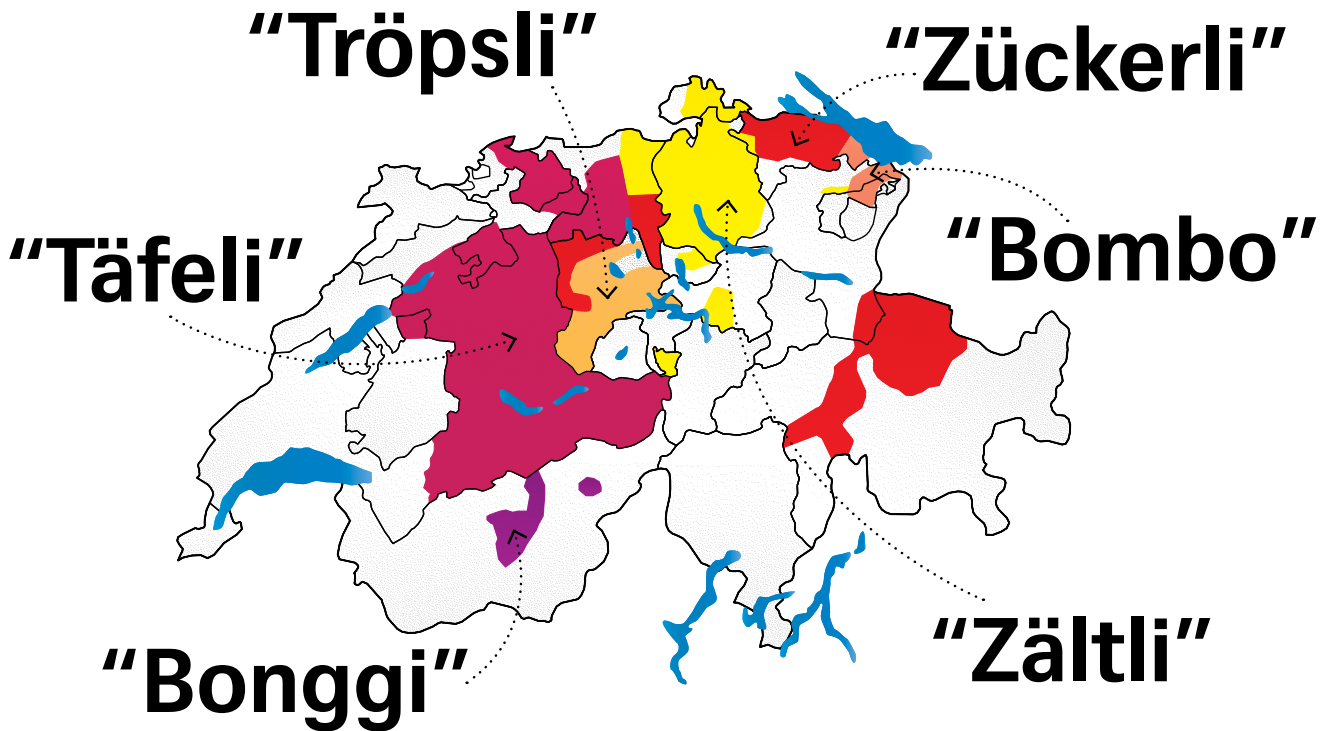 “Tröpsli”
“Zückerli”
“Täfeli”
“Bombo”
“Bonggi”
“Zältli”